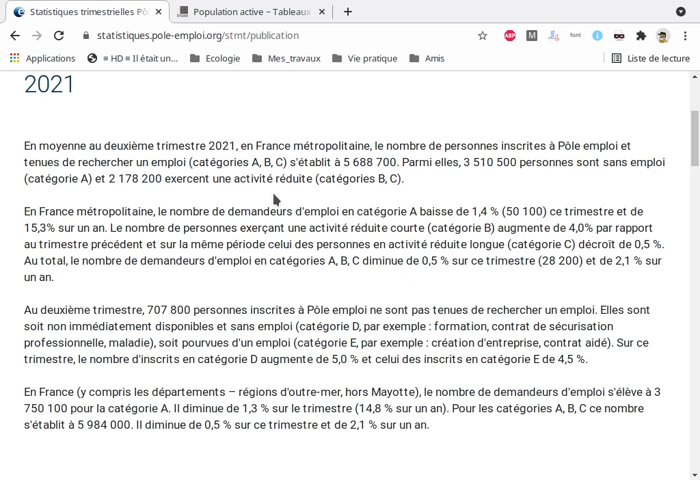 Statistiques trimestrielles Pôl
Population active – Tableaux
statistiques.pole-emploi.org/stmt/publication
ABP
M
font
Applications
= HD = Il était un...
Ecologie
Mes_travaux
Vie pratique
Amis
Liste de lecture
2021
En moyenne au deuxième trimestre 2021, en France métropolitaine, le nombre de personnes inscrites à Pôle emploi et
tenues de rechercher un emploi (catégories A, B, C) s'établit à 5 688 700. Parmi elles, 3 510 500 personnes sont sans emploi
(catégorie A) et 2 178 200 exercent une activité réduite (catégories B, C).
En France métropolitaine, le nombre de demandeurs d'emploi en catégorie A baisse de 1,4 % (50 100) ce trimestre et de
15,3% sur un an. Le nombre de personnes exerçant une activité réduite courte (catégorie B) augmente de 4,0% par rapport
au trimestre précédent et sur la même période celui des personnes en activité réduite longue (catégorie C) décroît de 0,5 %.
Au total, le nombre de demandeurs d'emploi en catégories A, B, C diminue de 0,5 % sur ce trimestre (28 200) et de 2,1 % sur
un an.
Au deuxième trimestre, 707 800 personnes inscrites à Pôle emploi ne sont pas tenues de rechercher un emploi. Elles sont
soit non immédiatement disponibles et sans emploi (catégorie D, par exemple : formation, contrat de sécurisation
professionnelle, maladie), soit pourvues d'un emploi (catégorie E, par exemple : création d'entreprise, contrat aidé). Sur ce
trimestre, le nombre d'inscrits en catégorie D augmente de 5,0 % et celui des inscrits en catégorie E de 4,5 %.
En France (y compris les départements – régions d'outre-mer, hors Mayotte), le nombre de demandeurs d'emploi s'élève à 3
750 100 pour la catégorie A. Il diminue de 1,3 % sur le trimestre (14,8 % sur un an). Pour les catégories A, B, C ce nombre
s'établit à 5 984 000. Il diminue de 0,5 % sur ce trimestre et de 2,1 % sur un an.